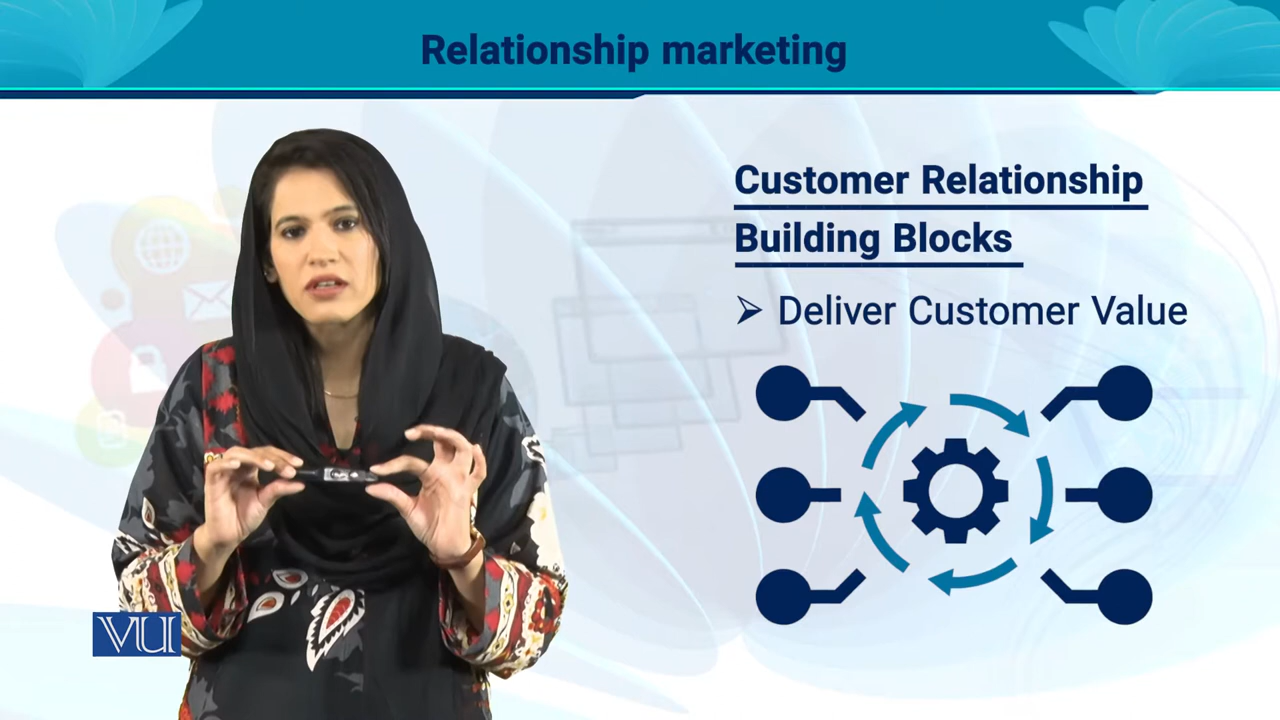 Relationship marketing
Customer Relationship
Building Blocks
➢ Deliver Customer Value
VU